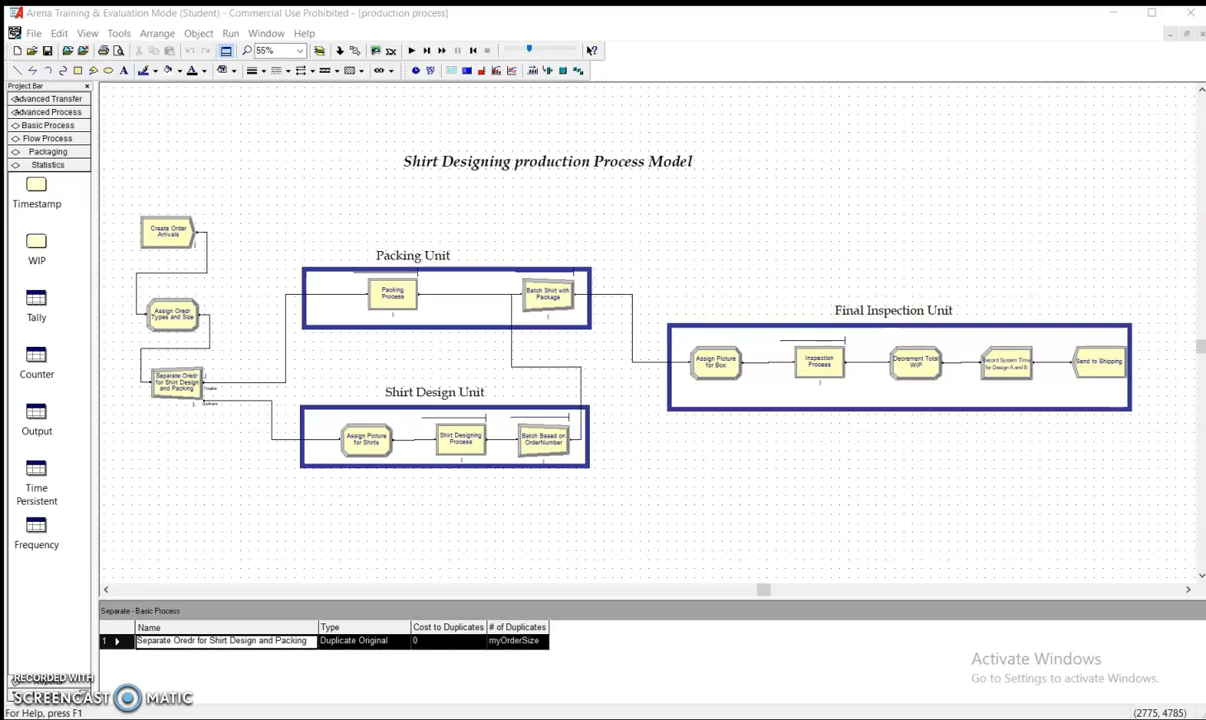 Arena Training & Evaluation Mode (Student) - Commercial Use Prohibited - [production process]
File Edit View Tools Arrange Object Run Window Help
55%
Project Bar
Advanced Transfer
Advanced Process
Basic Process
Flow Process
Packaging
Statistics
Timestamp
WIP
Tally
Counter
Output
Time
Persistent
Frequency
Shirt Designing production Process Model
Create Order
Arrivals
Assign Oredr
Types and Size
Separate Oredr
for Shirt Design
and Packing
Packing Unit
Packing
Process
Batch Shirt with
Package
Shirt Design Unit
Assign Picture
for Shirts
Shirt Designing
Process
Batch Based on
OrderNumber
Final Inspection Unit
Assign Picture
for Box
Inspection
Process
Decrement Total
WIP
Record System Time
for Design A and B
Send to Shipping
Separate - Basic Process
Name Type Cost to Duplicates # of Duplicates
1 Separate Oredr for Shirt Design and Packing Duplicate Original 0 myOrderSize
Activate Windows
Go to Settings to activate Windows.
RECORDED WITH
SCREENCAST MATIC
For Help, press F1
(2775, 4785)